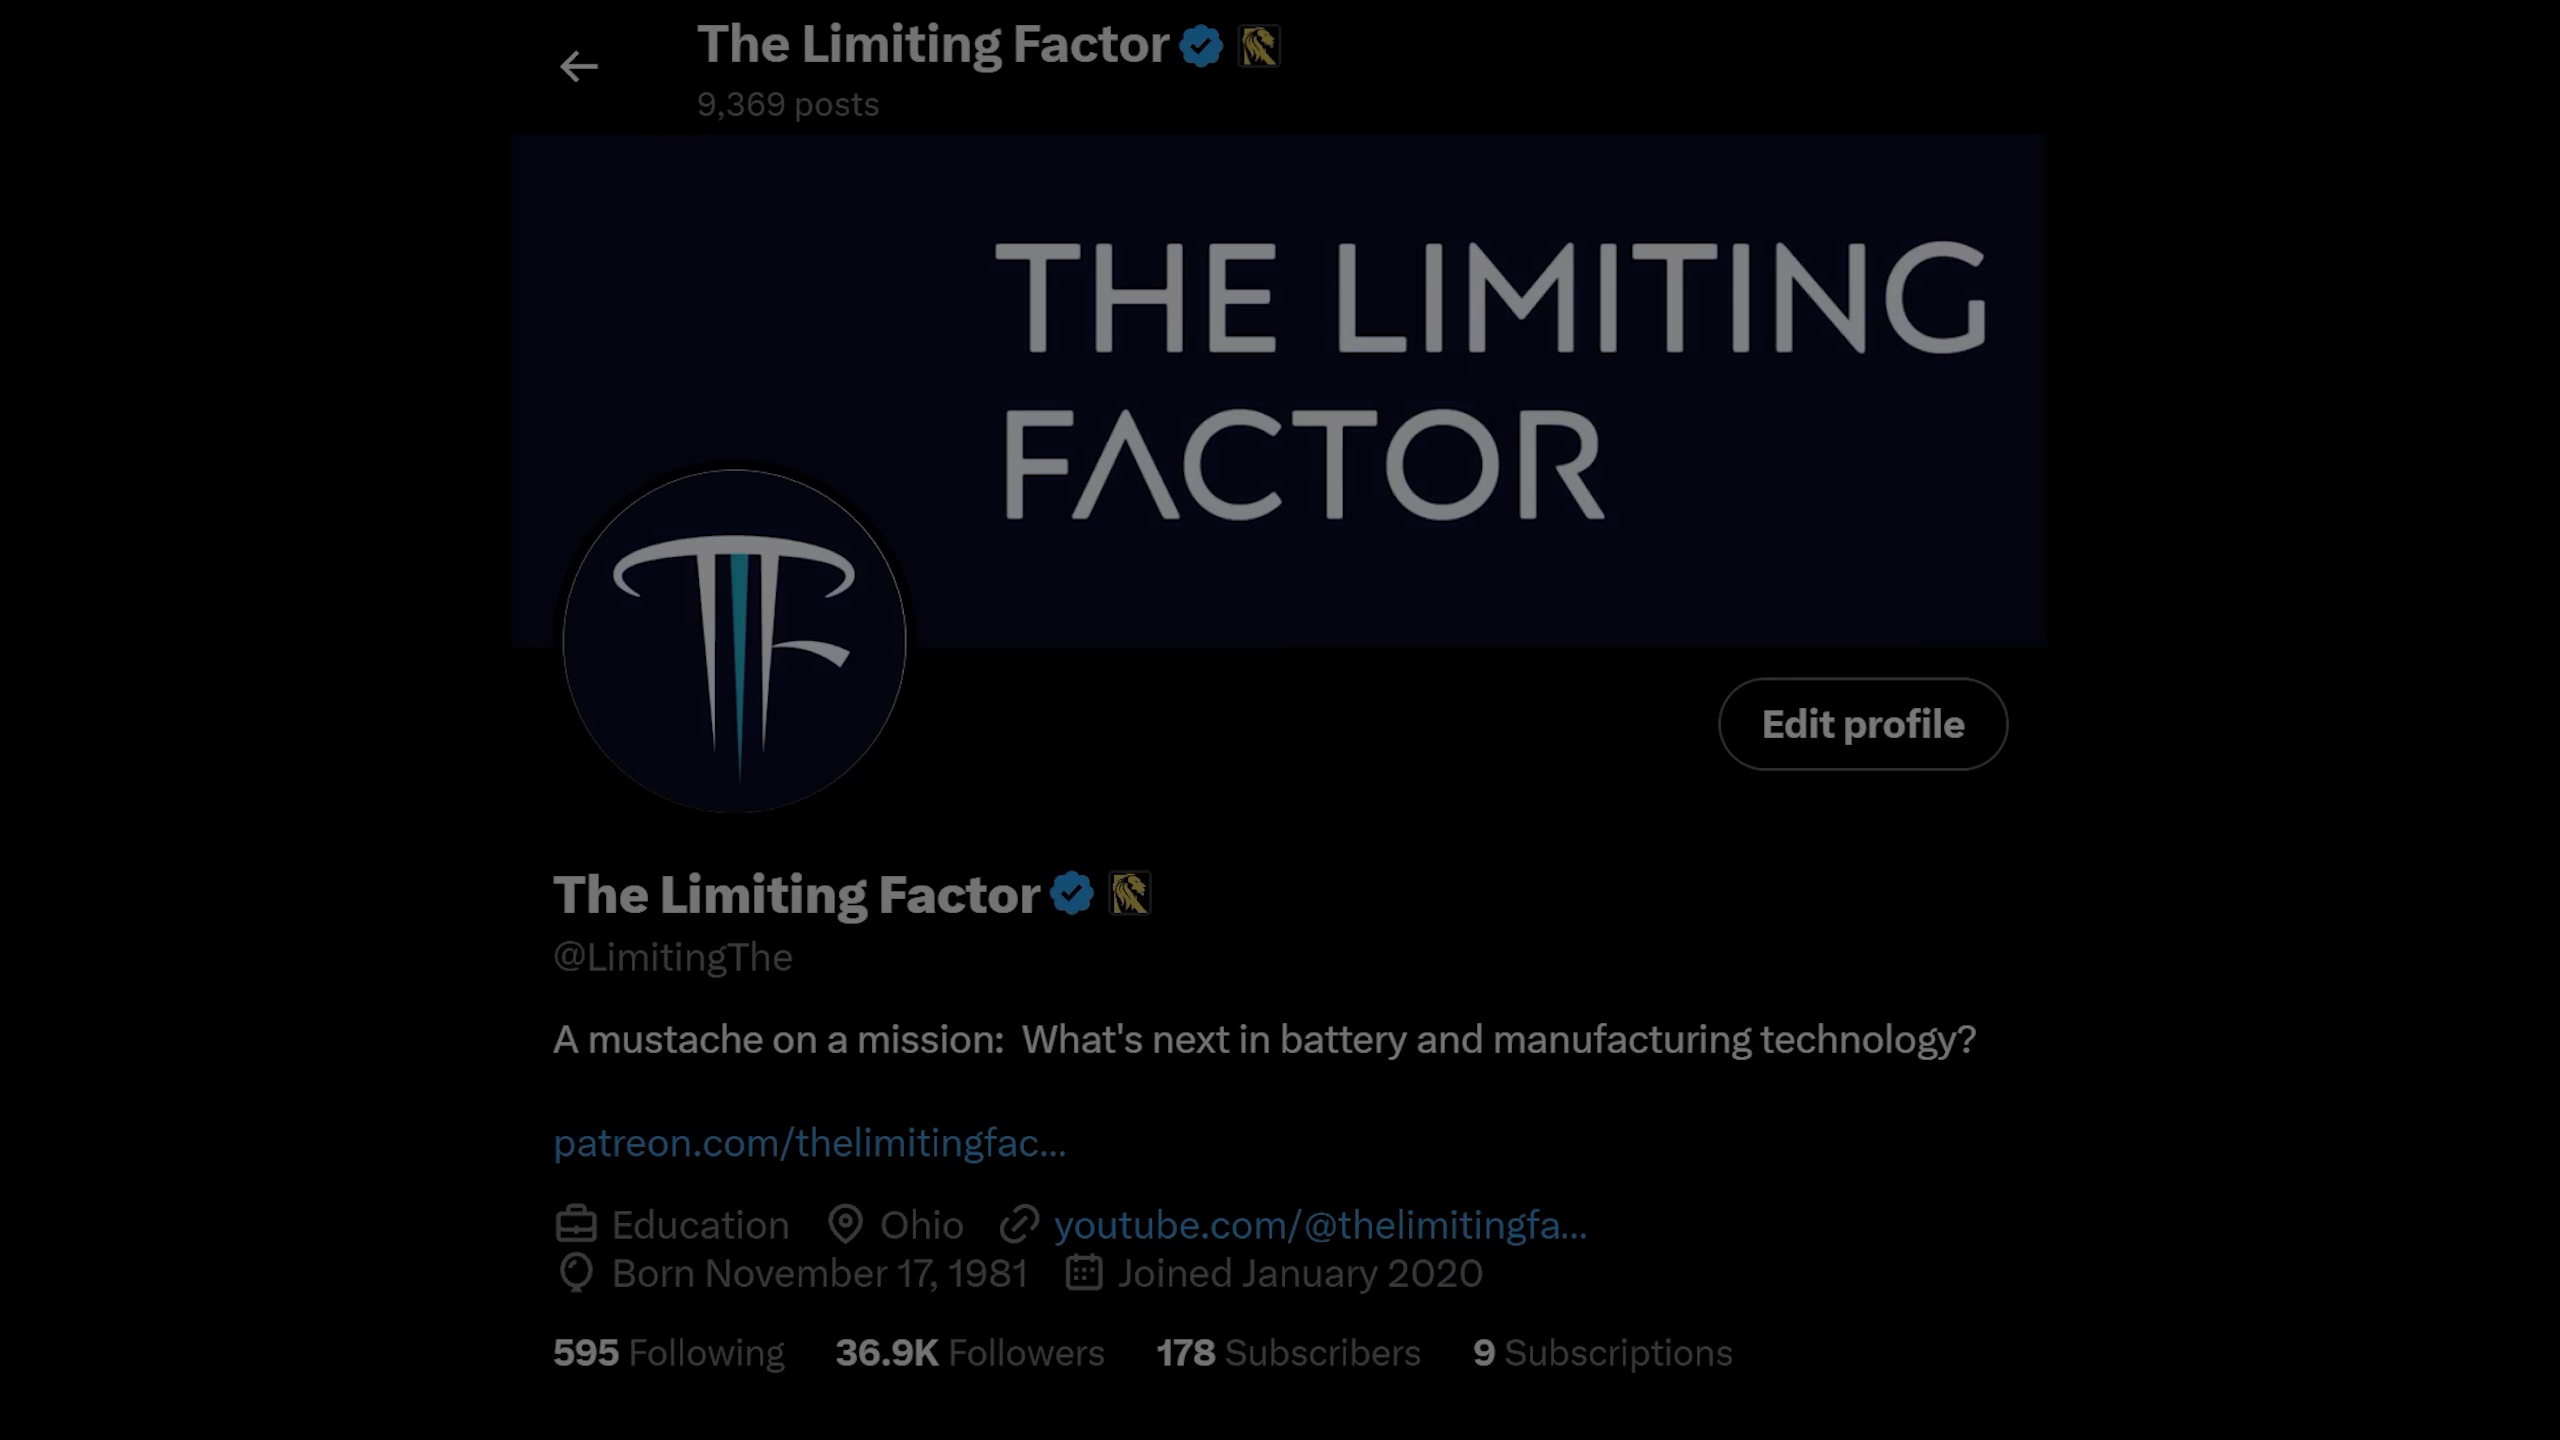 The Limiting Factor
9,369 posts
THE LIMITING
FACTOR
TF
Edit profile
The Limiting Factor
@LimitingThe
A mustache on a mission:  What's next in battery and manufacturing technology?
patreon.com/thelimitingfac...
Education Ohio youtube.com/@thelimitingfa...
Born November 17, 1981 Joined January 2020
595 Following 36.9K Followers 178 Subscribers 9 Subscriptions